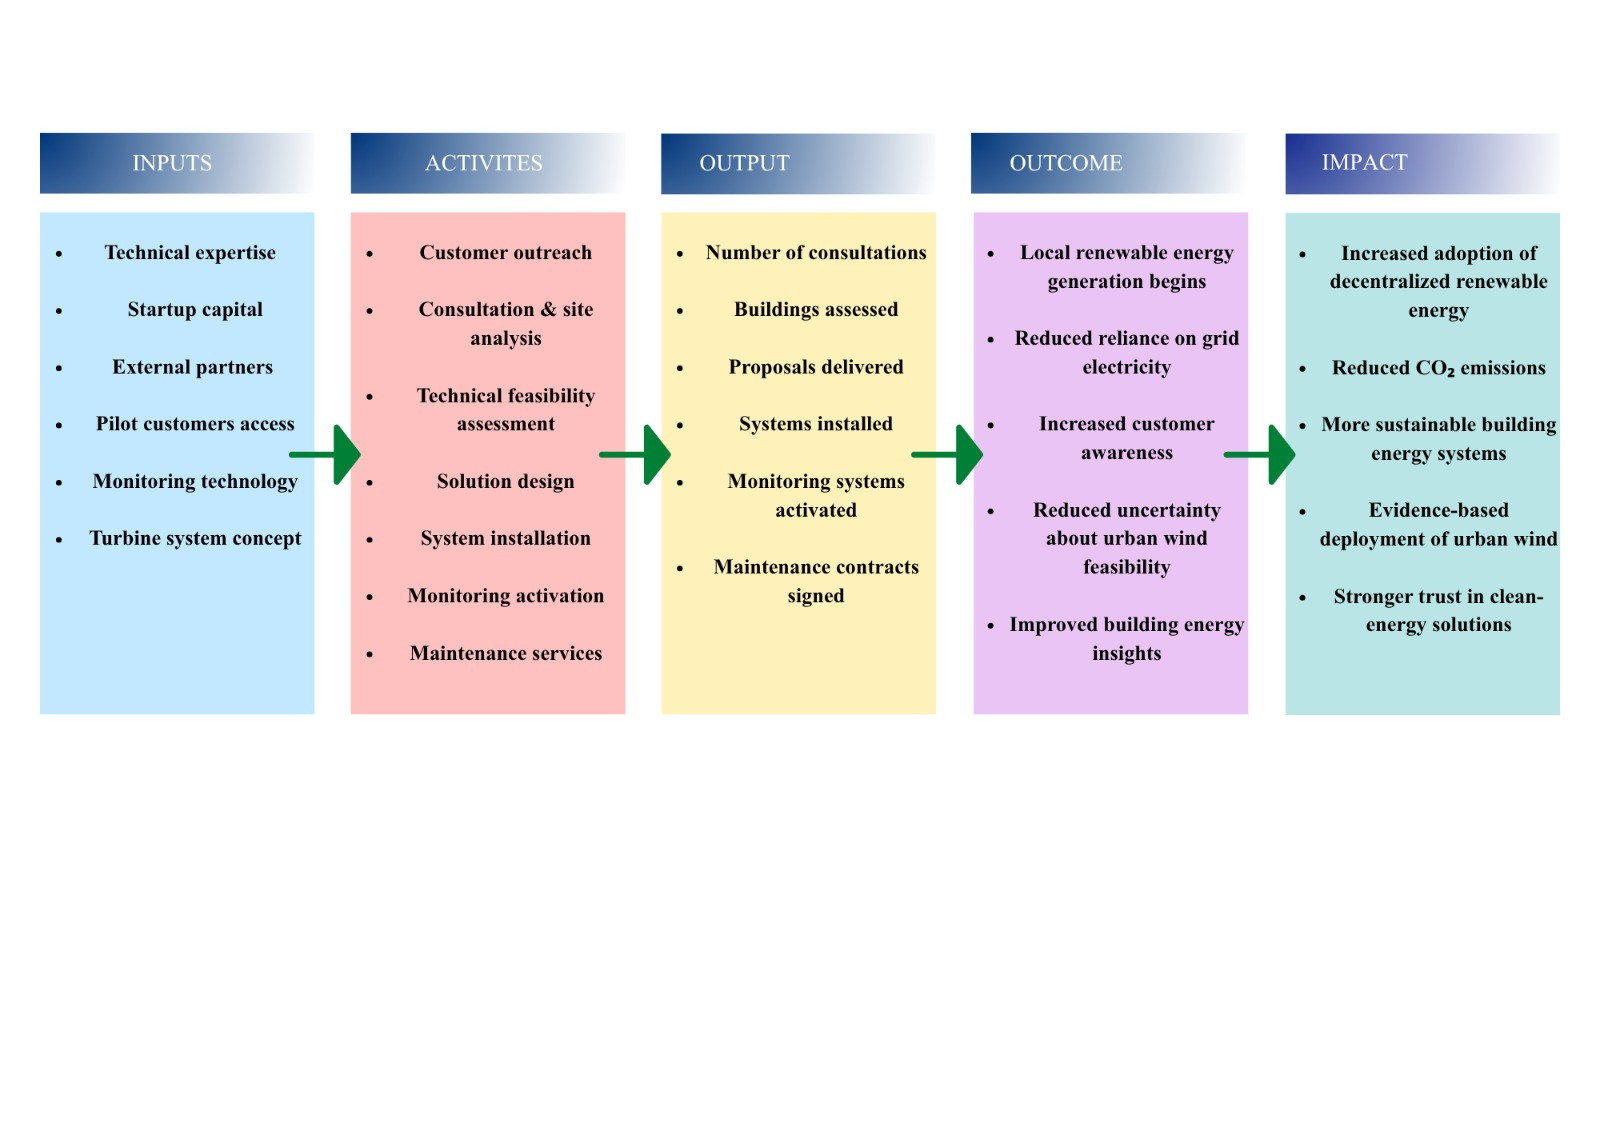 INPUTS
Technical expertise
Startup capital
External partners
Pilot customers access
Monitoring technology
Turbine system concept
ACTIVITES
Customer outreach
Consultation & site
analysis
Technical feasibility
assessment
Solution design
System installation
Monitoring activation
Maintenance services
OUTPUT
Number of consultations
Buildings assessed
Proposals delivered
Systems installed
Monitoring systems
activated
Maintenance contracts
signed
OUTCOME
Local renewable energy
generation begins
Reduced reliance on grid
electricity
Increased customer
awareness
Reduced uncertainty
about urban wind
feasibility
Improved building energy
insights
IMPACT
Increased adoption of
decentralized renewable
energy
Reduced CO₂ emissions
More sustainable building
energy systems
Evidence-based
deployment of urban wind
Stronger trust in clean-
energy solutions